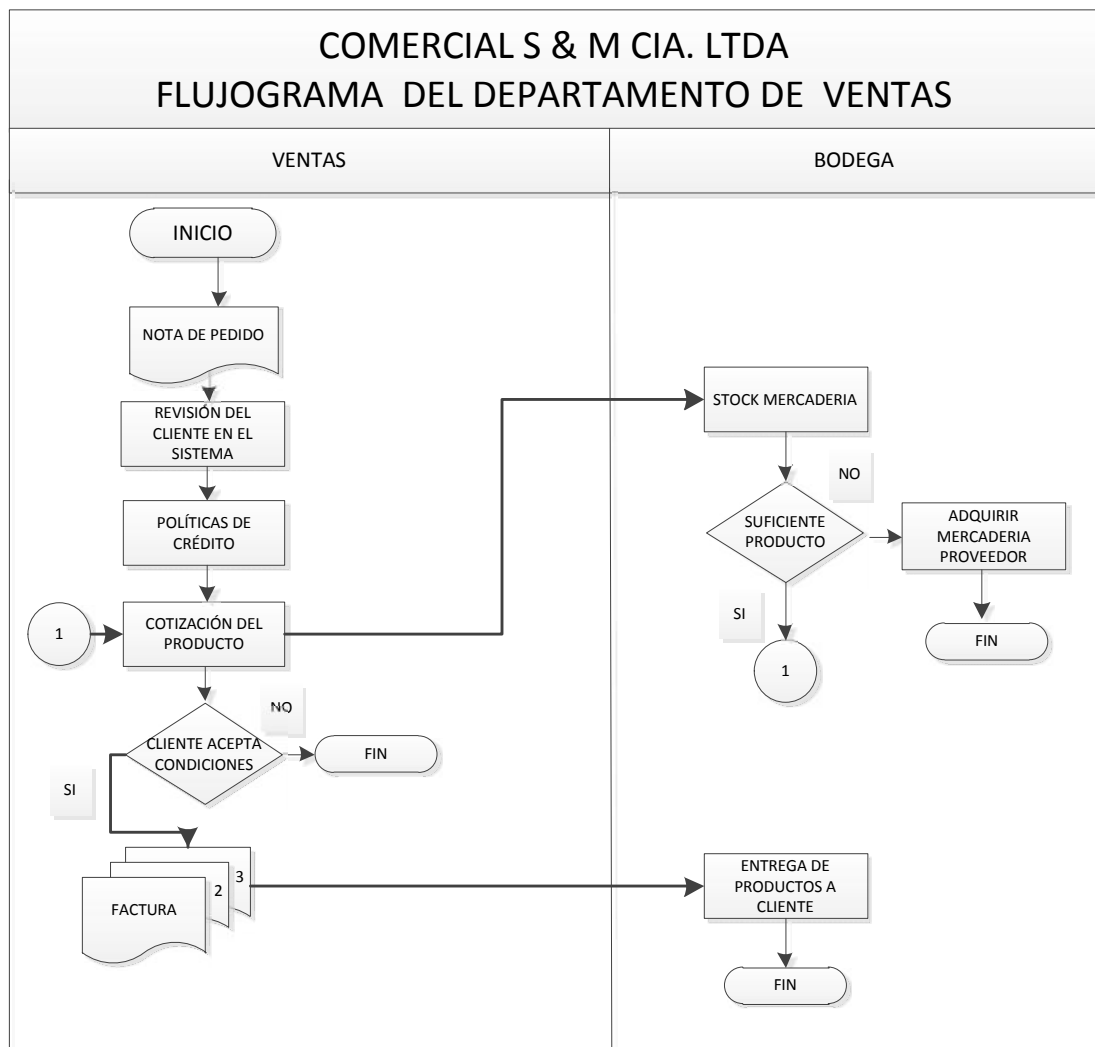 COMERCIAL S & M CIA. LTDA
FLUJOGRAMA DEL DEPARTAMENTO DE VENTAS
VENTAS
BODEGA
INICIO
NOTA DE PEDIDO
REVISIÓN DEL
CLIENTE EN EL
SISTEMA
POLÍTICAS DE
CRÉDITO
1
COTIZACIÓN DEL
PRODUCTO
CLIENTE ACEPTA
CONDICIONES
NO
FIN
SI
FACTURA
2
3
STOCK MERCADERIA
SUFICIENTE
PRODUCTO
NO
ADQUIRIR
MERCADERIA
PROVEEDOR
FIN
SI
1
ENTREGA DE
PRODUCTOS A
CLIENTE
FIN